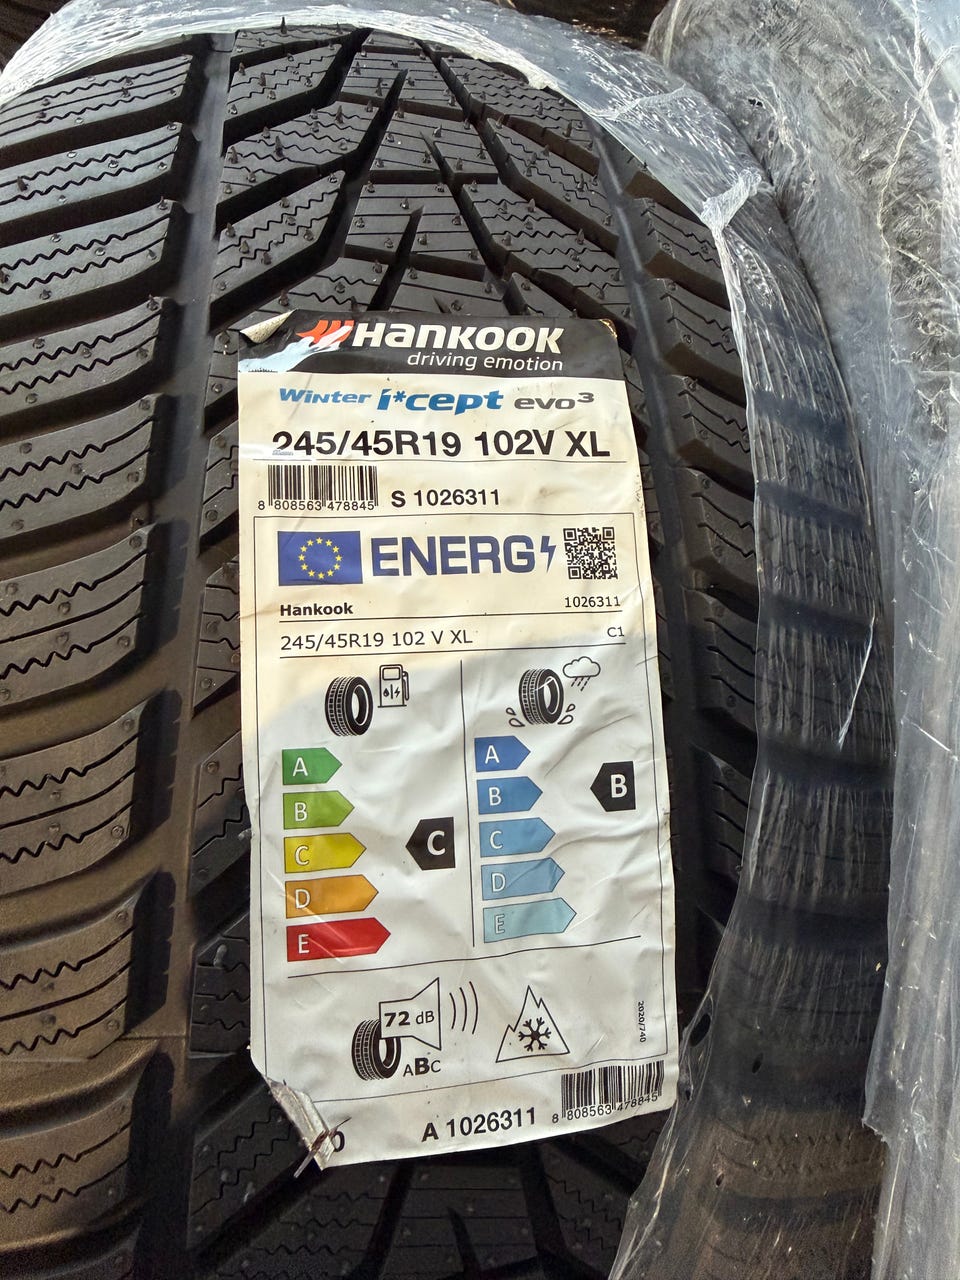 HANKOOK
driving emotion
Winter i*cept evo³
245/45R19 102V XL
8 808563 478845
S 1026311
ENERG
Hankook 1026311
245/45R19 102 V XL C1
A A
B B B
C C C
D D
E E
72 dB
ABC
2020/740
A 1026311
8 808563 478845